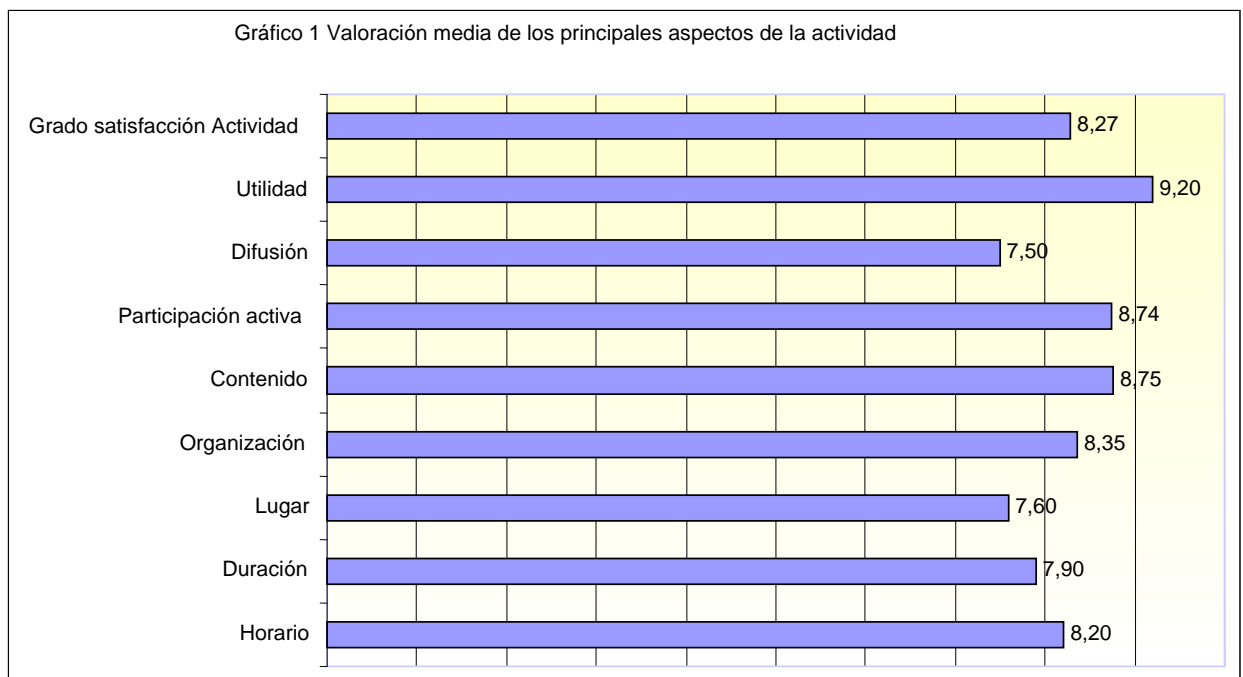 Gráfico 1 Valoración media de los principales aspectos de la actividad
Grado satisfacción Actividad 8,27
Utilidad 9,20
Difusión 7,50
Participación activa 8,74
Contenido 8,75
Organización 8,35
Lugar 7,60
Duración 7,90
Horario 8,20